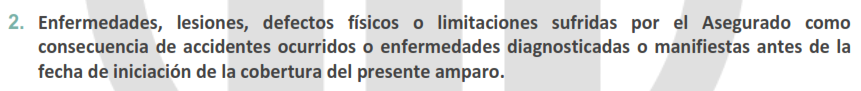 2. Enfermedades, lesiones, defectos físicos o limitaciones sufridas por el Asegurado como
consecuencia de accidentes ocurridos o enfermedades diagnosticadas o manifiestas antes de la
fecha de iniciación de la cobertura del presente amparo.